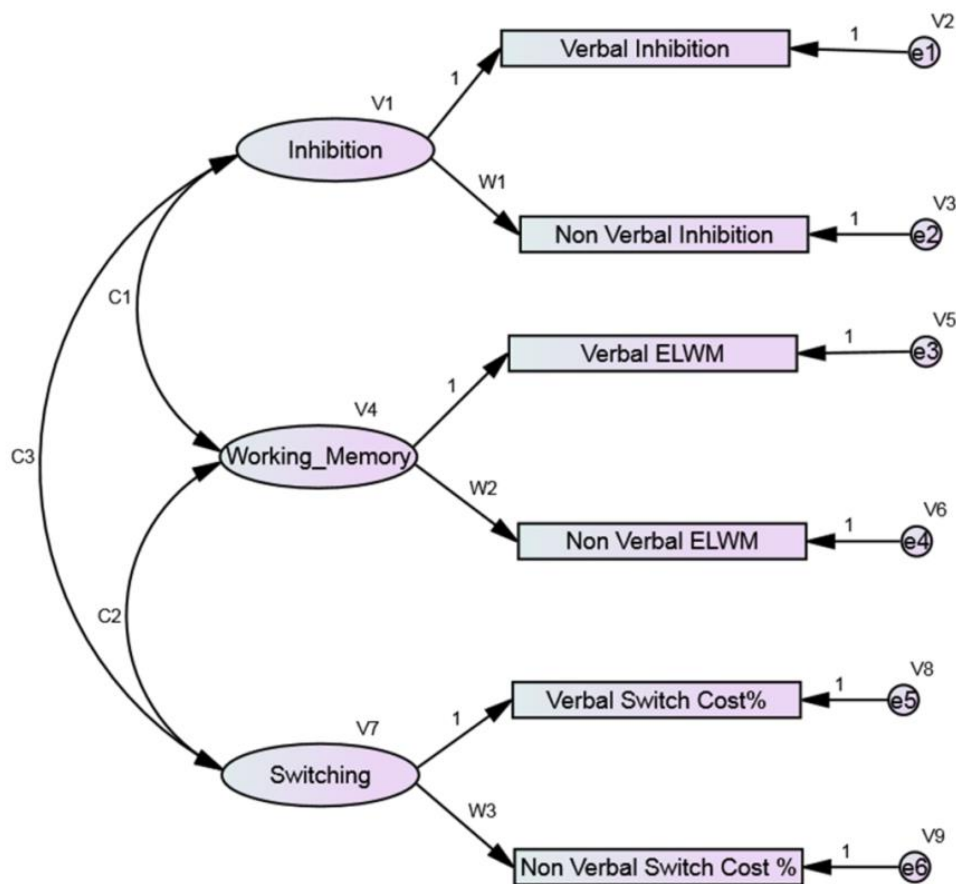 V2
1
Verbal Inhibition
e1
1
V1
Inhibition
W1
V3
1
Non Verbal Inhibition
e2
C1
V5
1
Verbal ELWM
e3
1
V4
Working_Memory
C3
W2
V6
1
Non Verbal ELWM
e4
C2
V8
1
Verbal Switch Cost%
e5
1
V7
Switching
W3
V9
1
Non Verbal Switch Cost %
e6